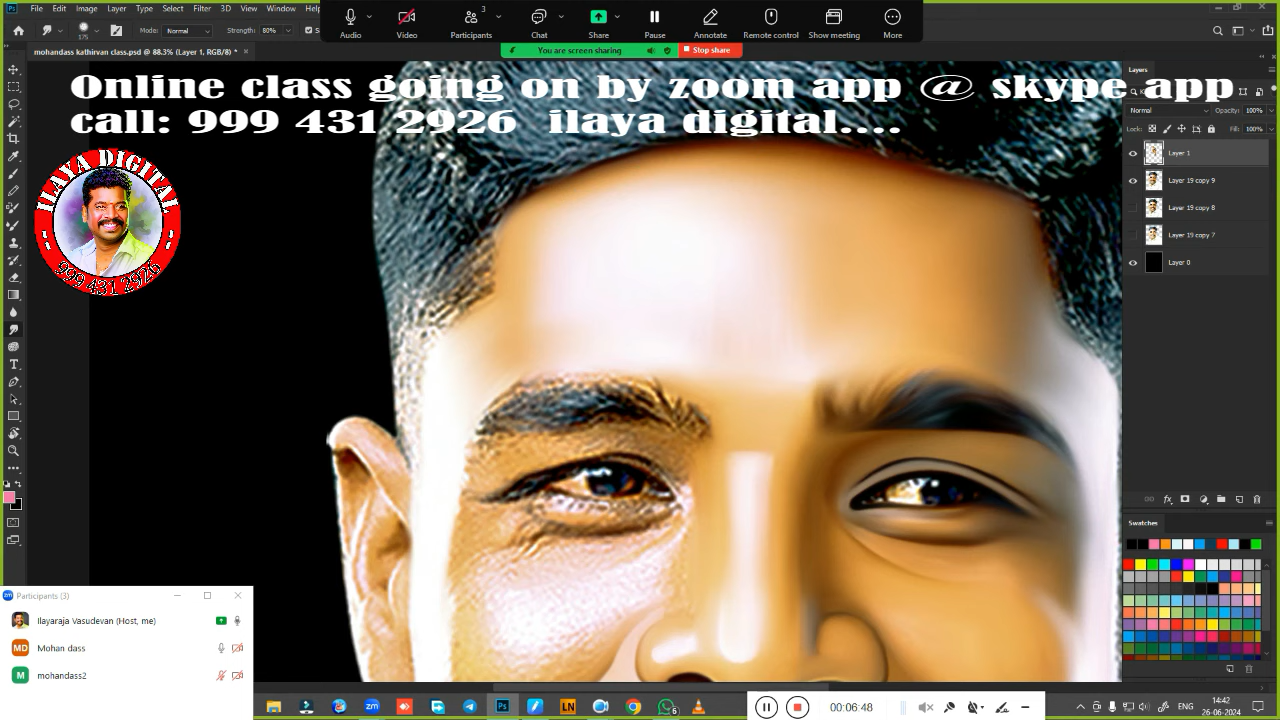 File Edit Image Layer Type Select Filter 3D View Window
Mode: Normal Strength: 80%
Audio Video Participants 3 Chat Share Pause Annotate Remote control Show meeting More
You are screen sharing Stop share
mohandass kathirvan class.psd @ 88.3% (Layer 1, RGB/8) *
Online class going on by zoom app @ skype app
call: 999 431 2926 ilaya digital....
ILAYA DIGITAL
999 431 2926
Layers
Normal Opacity: 100%
Lock: Fill: 100%
Layer 1
Layer 19 copy 9
Layer 19 copy 8
Layer 19 copy 7
Layer 0
Swatches
Participants (3)
Ilayaraja Vasudevan (Host, me)
MD Mohan dass
M mohandass2
00:06:48
ENG
14:42
26-06-2024